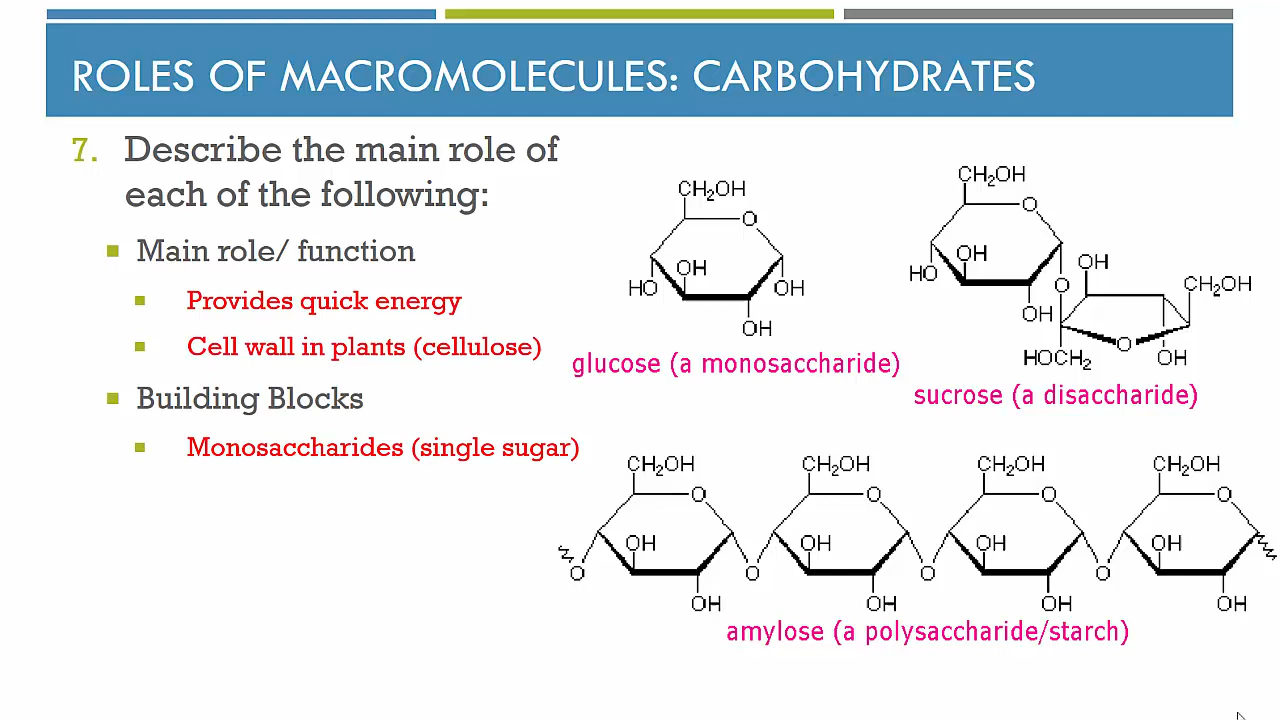 ROLES OF MACROMOLECULES: CARBOHYDRATES
7. Describe the main role of
each of the following:
Main role/ function
Provides quick energy
Cell wall in plants (cellulose)
Building Blocks
Monosaccharides (single sugar)
CH₂OH
O
OH
HO
OH
OH
glucose (a monosaccharide)
CH₂OH
O
OH
HO
O
OH
OH
CH₂OH
O
HOCH₂
OH
sucrose (a disaccharide)
CH₂OH
CH₂OH
CH₂OH
CH₂OH
O
O
O
O
OH
OH
OH
OH
O
O
O
O
OH
OH
OH
OH
amylose (a polysaccharide/starch)